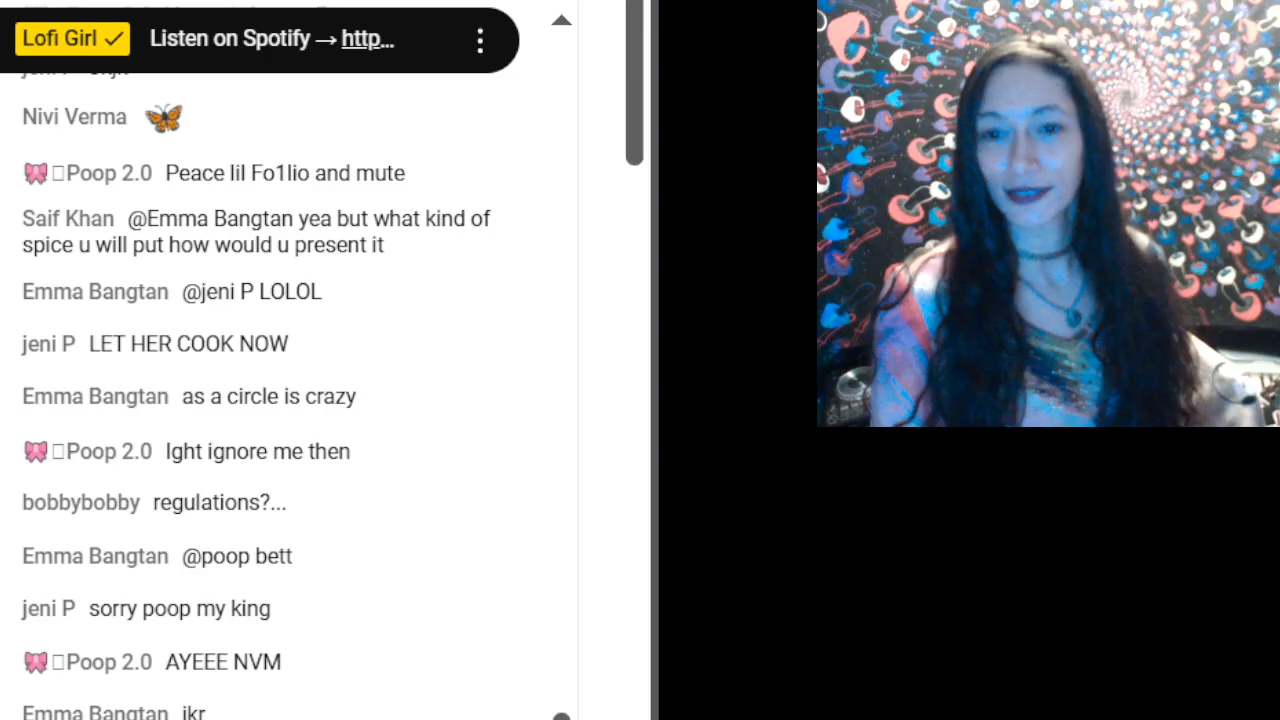 Lofi Girl ✓ Listen on Spotify → http...
Nivi Verma 🦋
🎀▯Poop 2.0 Peace lil Fo1lio and mute
Saif Khan @Emma Bangtan yea but what kind of
spice u will put how would u present it
Emma Bangtan @jeni P LOLOL
jeni P LET HER COOK NOW
Emma Bangtan as a circle is crazy
🎀▯Poop 2.0 Ight ignore me then
bobbybobby regulations?...
Emma Bangtan @poop bett
jeni P sorry poop my king
🎀▯Poop 2.0 AYEEE NVM
Emma Bangtan ikr